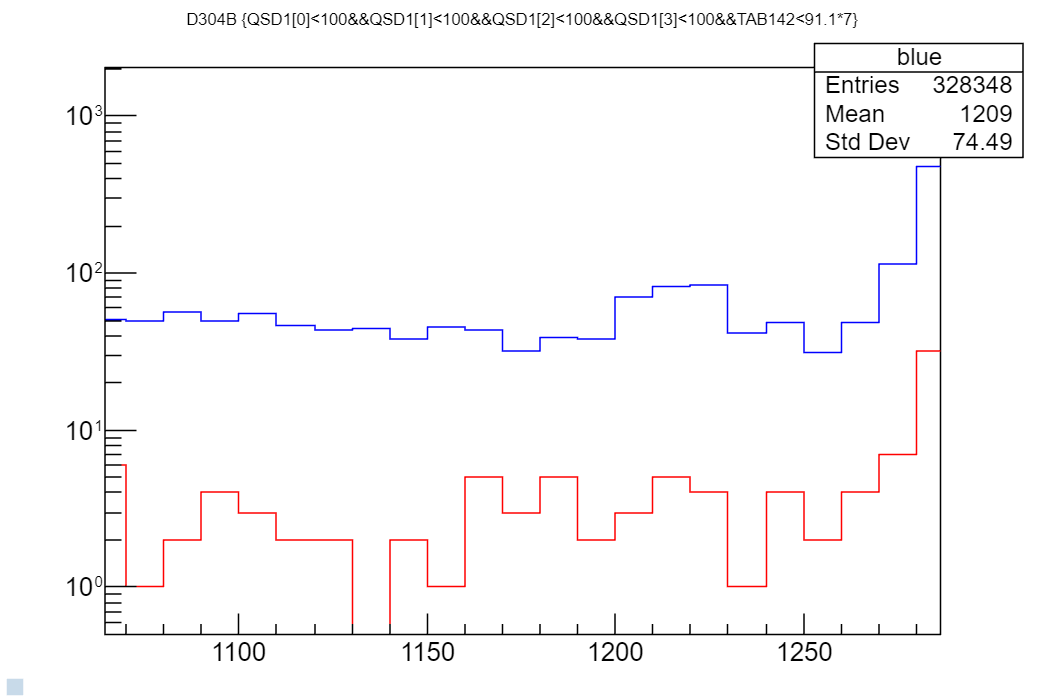 D304B {QSD1[0]<100&&QSD1[1]<100&&QSD1[2]<100&&QSD1[3]<100&&TAB142<91.1*7}
blue
Entries 328348
Mean 1209
Std Dev 74.49
10³
10²
10¹
10⁰
1100 1150 1200 1250